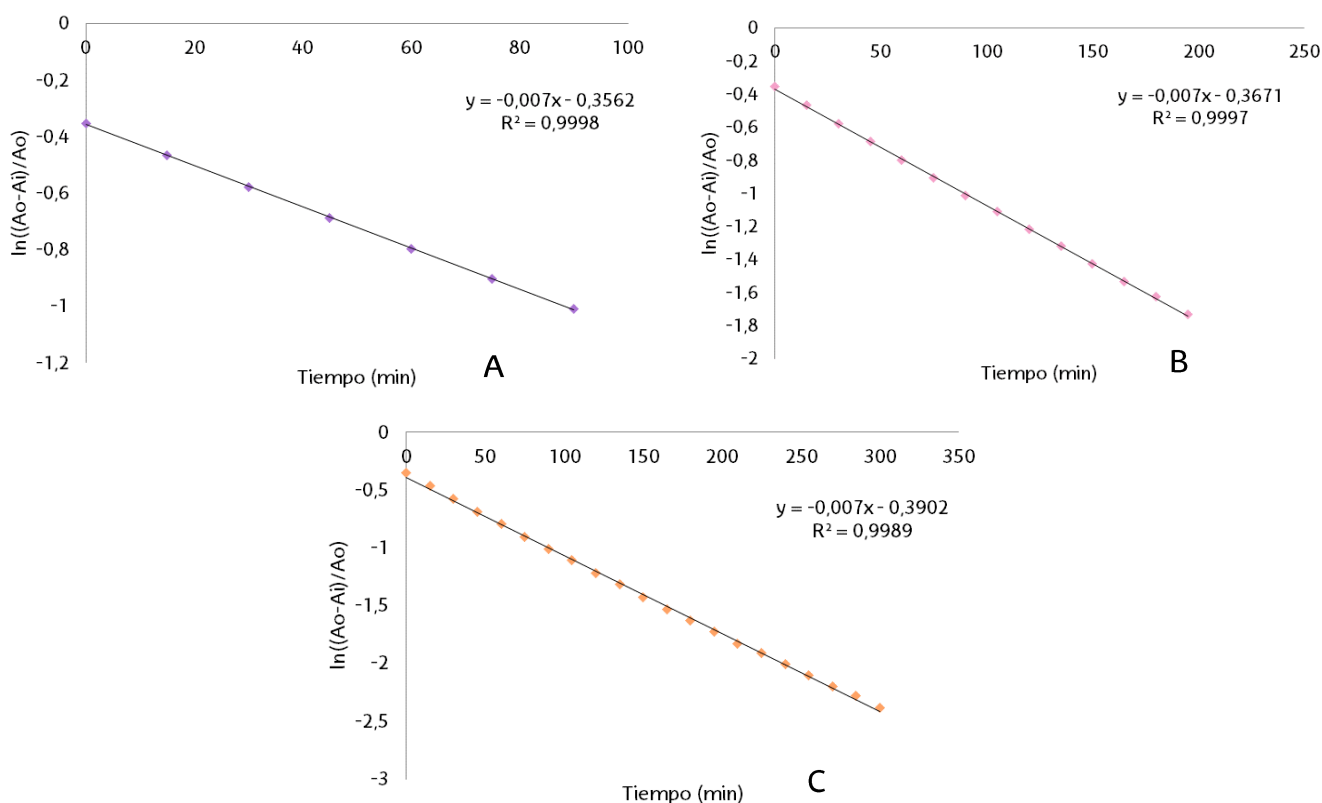 0
0 20 40 60 80 100
-0,2
-0,4
-0,6
-0,8
-1
-1,2
ln((Ao-Ai)/Ao)
y = -0,007x - 0,3562
R² = 0,9998
Tiempo (min)
A
0
0 50 100 150 200 250
-0,2
-0,4
-0,6
-0,8
-1
-1,2
-1,4
-1,6
-1,8
-2
ln((Ao-Ai)/Ao)
y = -0,007x - 0,3671
R² = 0,9997
Tiempo (min)
B
0
0 50 100 150 200 250 300 350
-0,5
-1
-1,5
-2
-2,5
-3
ln((Ao-Ai)/Ao)
y = -0,007x - 0,3902
R² = 0,9989
Tiempo (min)
C